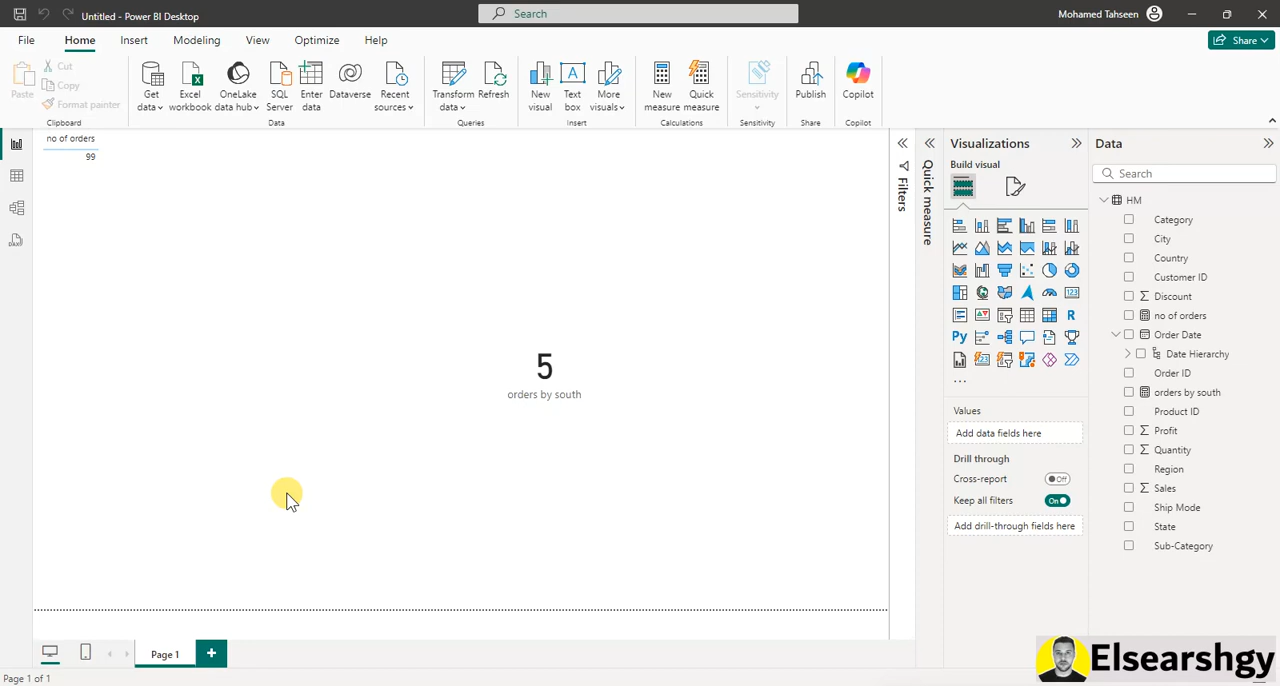 Untitled - Power BI Desktop
Search
Mohamed Tahseen
File
Home
Insert
Modeling
View
Optimize
Help
Share
Paste
Cut
Copy
Format painter
Clipboard
Get data
Excel workbook
OneLake data hub
SQL Server
Enter data
Dataverse
Recent sources
Data
Transform data
Refresh
Queries
New visual
Text box
More visuals
Insert
New measure
Quick measure
Calculations
Sensitivity
Sensitivity
Publish
Share
Copilot
Copilot
no of orders
99
5
orders by south
Filters
Quick measure
Visualizations
Build visual
123
R
Py
...
Values
Add data fields here
Drill through
Cross-report
Off
Keep all filters
On
Add drill-through fields here
Data
Search
HM
Category
City
Country
Customer ID
Σ Discount
no of orders
Order Date
Date Hierarchy
Order ID
orders by south
Product ID
Σ Profit
Σ Quantity
Region
Σ Sales
Ship Mode
State
Sub-Category
Page 1
Page 1 of 1
Elsearshgy